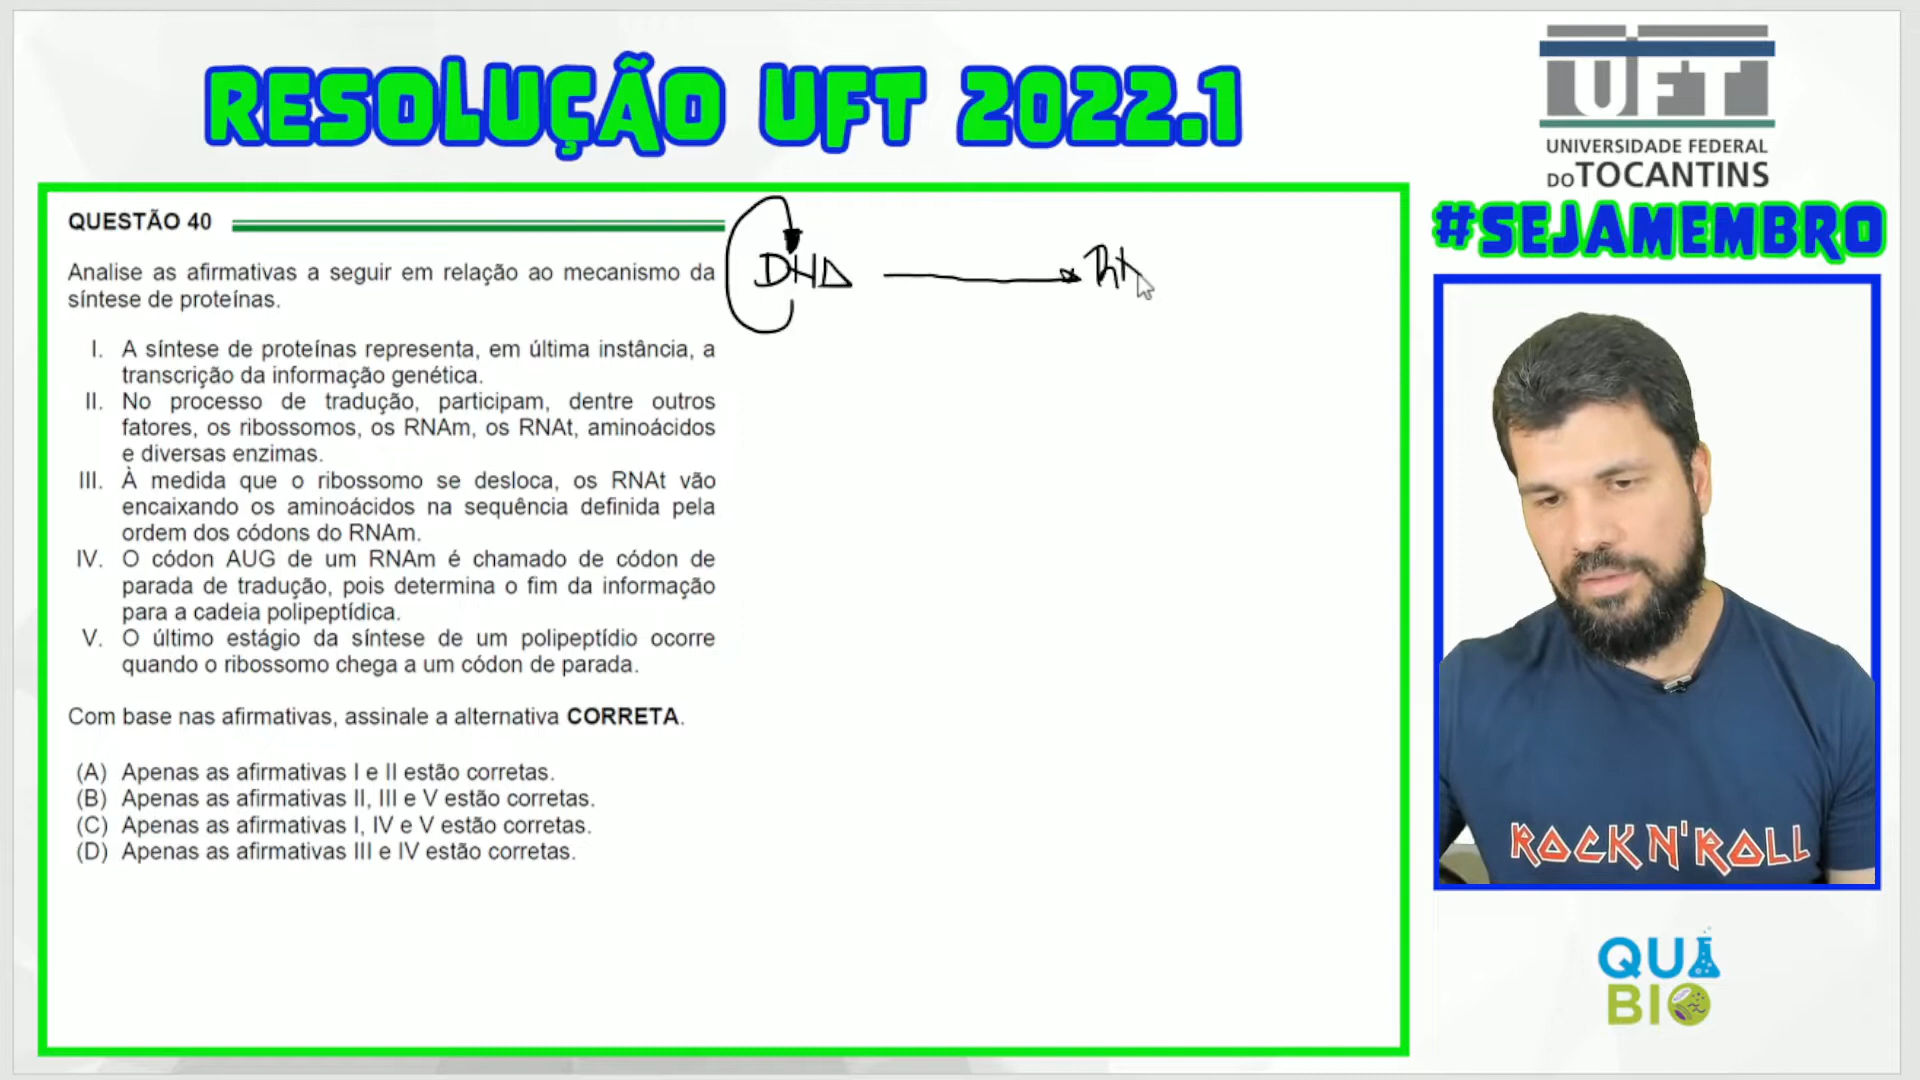 RESOLUÇÃO UFT 2022.1
UFT
UNIVERSIDADE FEDERAL
DO TOCANTINS
#SEJAMEMBRO
QUESTÃO 40
Analise as afirmativas a seguir em relação ao mecanismo da
síntese de proteínas.
I. A síntese de proteínas representa, em última instância, a
transcrição da informação genética.
II. No processo de tradução, participam, dentre outros
fatores, os ribossomos, os RNAm, os RNAt, aminoácidos
e diversas enzimas.
III. À medida que o ribossomo se desloca, os RNAt vão
encaixando os aminoácidos na sequência definida pela
ordem dos códons do RNAm.
IV. O códon AUG de um RNAm é chamado de códon de
parada de tradução, pois determina o fim da informação
para a cadeia polipeptídica.
V. O último estágio da síntese de um polipeptídio ocorre
quando o ribossomo chega a um códon de parada.
Com base nas afirmativas, assinale a alternativa CORRETA.
(A) Apenas as afirmativas I e II estão corretas.
(B) Apenas as afirmativas II, III e V estão corretas.
(C) Apenas as afirmativas I, IV e V estão corretas.
(D) Apenas as afirmativas III e IV estão corretas.
DNA
ROCK N' ROLL
QUI
BIO